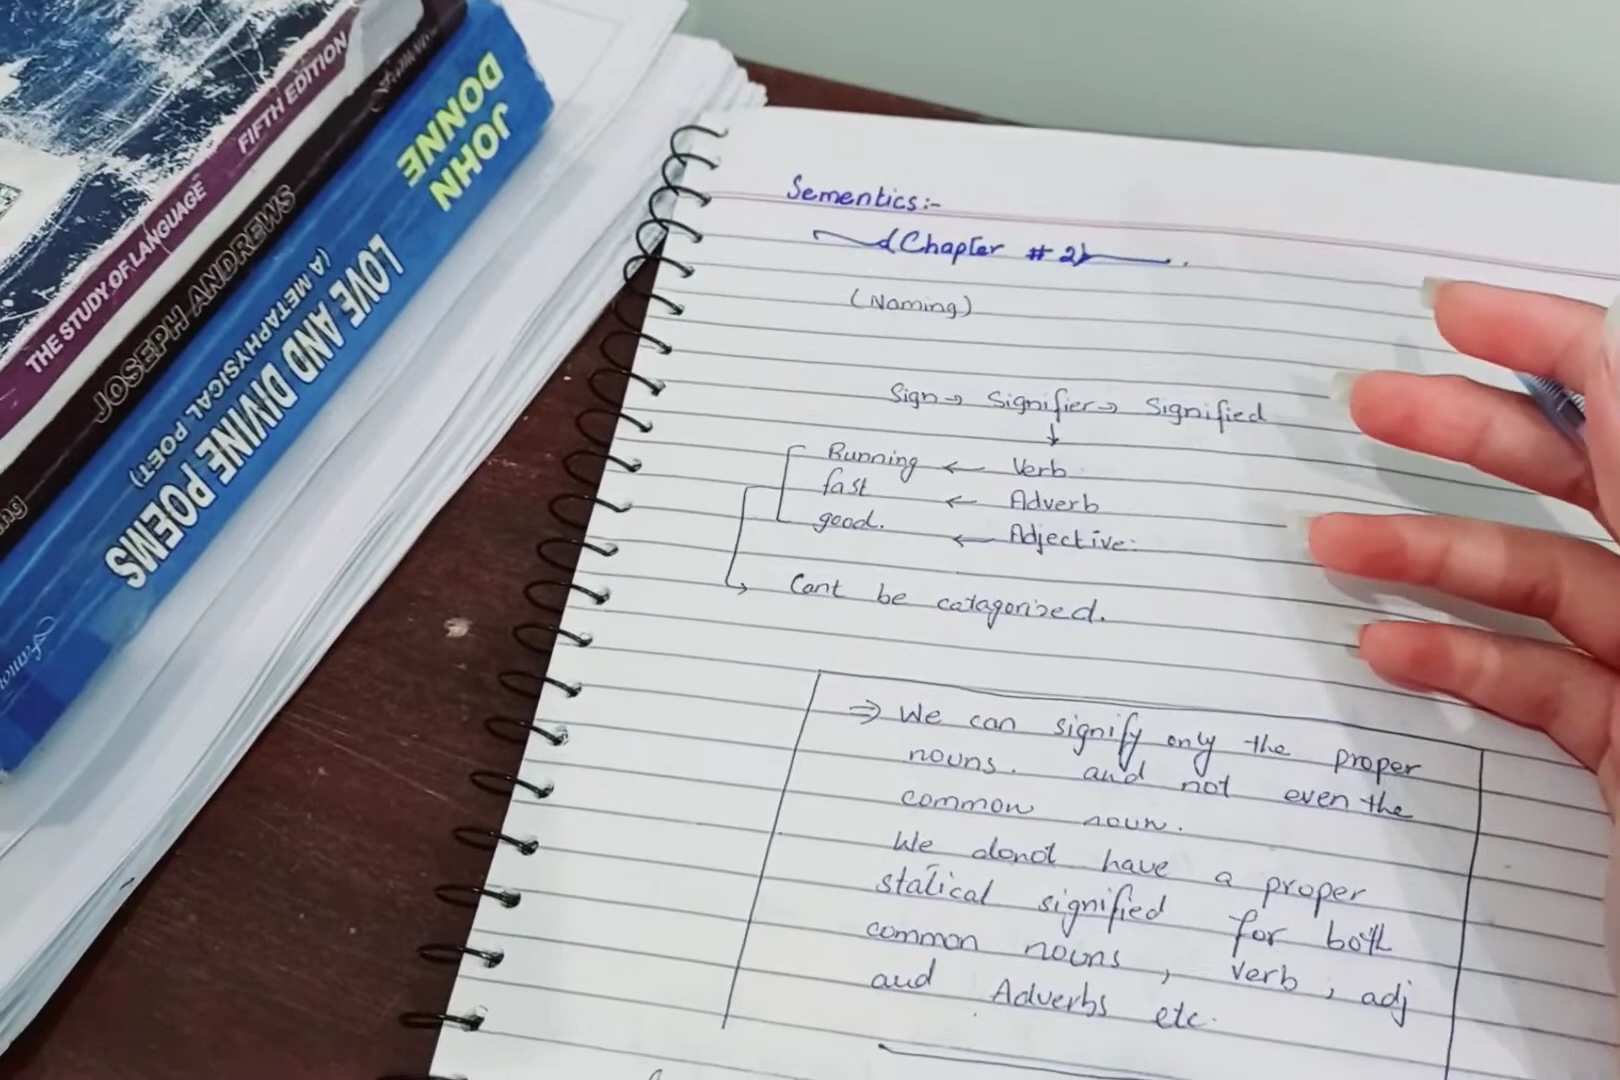 THE STUDY OF LANGUAGE FIFTH EDITION
JOSEPH ANDREWS
JOHN
DONNE
LOVE AND DIVINE POEMS
(A METAPHYSICAL POET)
Sementics:-
(Chapter # 2)
(Naming)
Sign → Signifier → Signified
↓
Running ← Verb
fast ← Adverb
good. ← Adjective:
Cant be catagorized.
⇒ We can signify only the proper
nouns. and not even the
common noun.
We donot have a proper
statical signified for both
common nouns, verb, adj
and Adverbs etc.